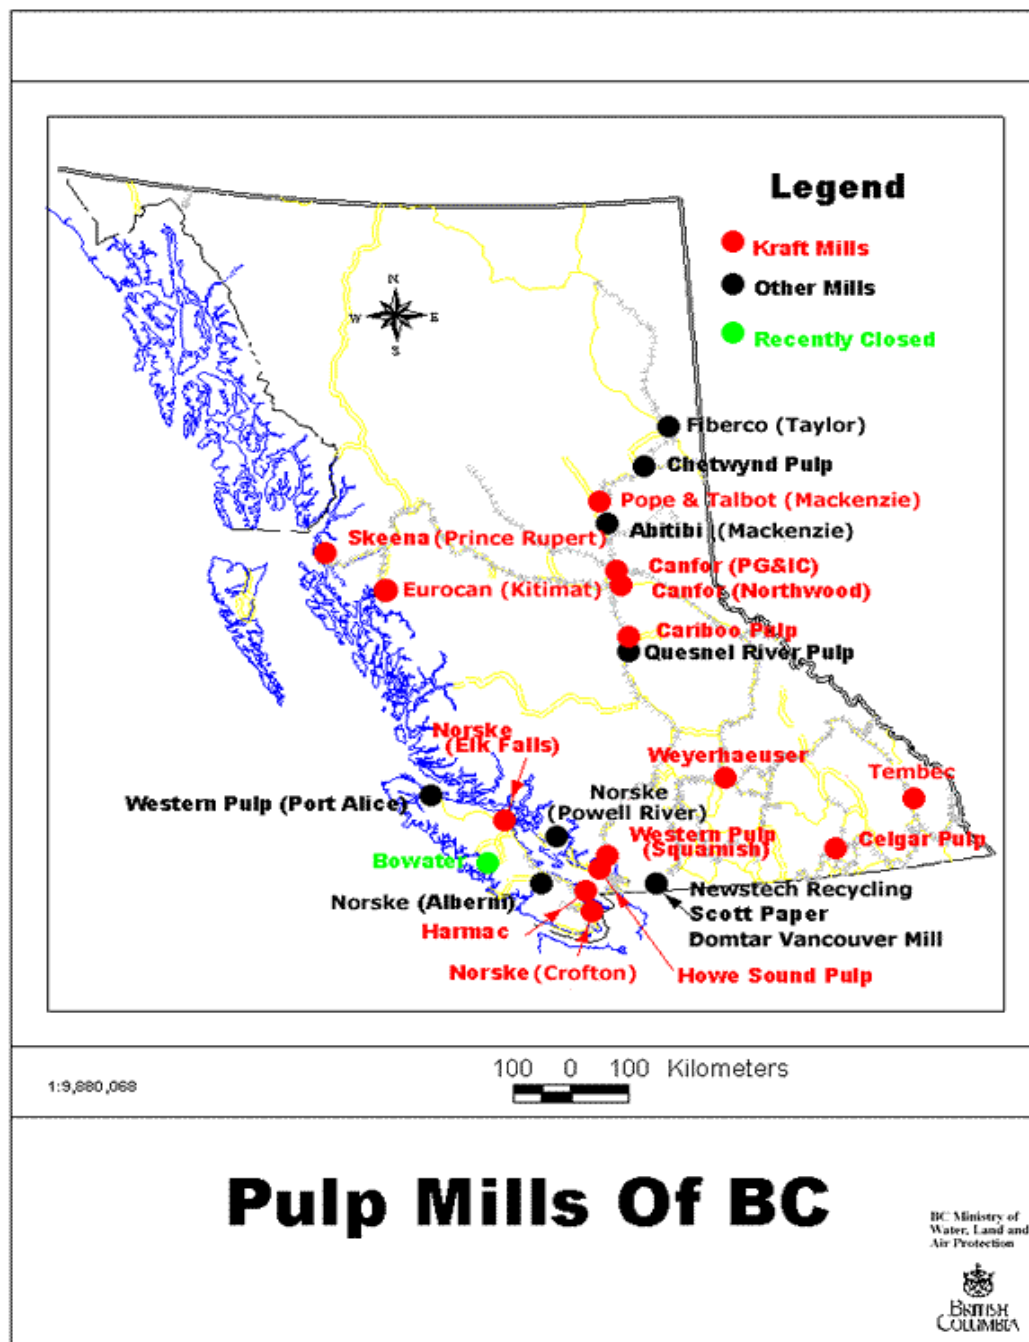 Legend
Kraft Mills
Other Mills
Recently Closed
N
W E
S
Fiberco (Taylor)
Chetwynd Pulp
Pope & Talbot (Mackenzie)
Abitibi (Mackenzie)
Skeena (Prince Rupert)
Canfor (PG&IC)
Eurocan (Kitimat)
Canfor (Northwood)
Cariboo Pulp
Quesnel River Pulp
Norske
(Elk Falls)
Weyerhaeuser
Tembec
Western Pulp (Port Alice)
Norske
(Powell River)
Western Pulp
(Squamish)
Celgar Pulp
Bowater
Norske (Alberni)
Newstech Recycling
Scott Paper
Domtar Vancouver Mill
Harmac
Norske (Crofton)
Howe Sound Pulp
1:9,880,068
100 0 100 Kilometers
Pulp Mills Of BC
BC Ministry of
Water, Land and
Air Protection
BRITISH
COLUMBIA